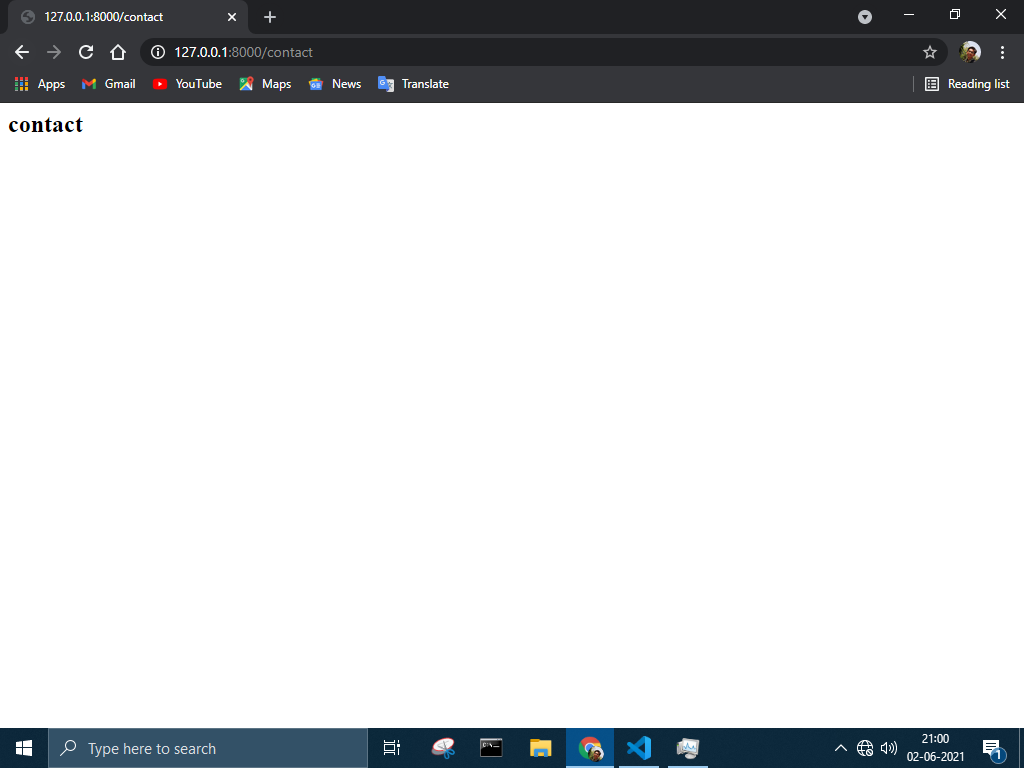 127.0.0.1:8000/contact
127.0.0.1:8000/contact
Apps Gmail YouTube Maps News Translate Reading list
contact
Type here to search
21:00
02-06-2021
1